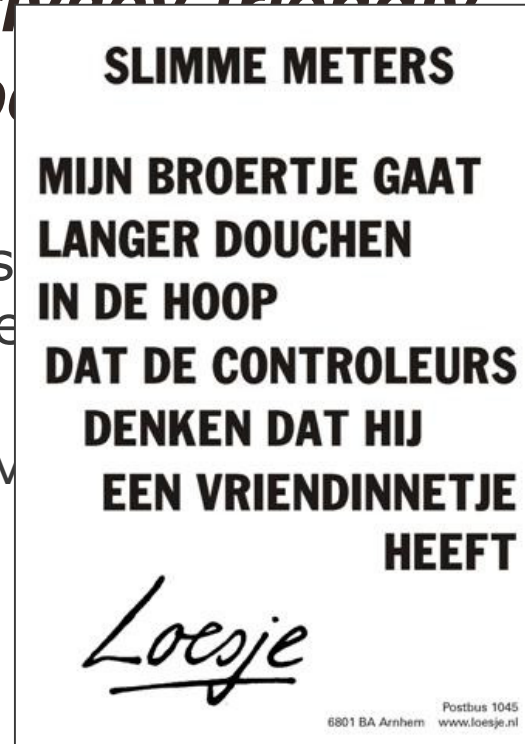 SLIMME METERS
MIJN BROERTJE GAAT
LANGER DOUCHEN
IN DE HOOP
DAT DE CONTROLEURS
DENKEN DAT HIJ
EEN VRIENDINNETJE
HEEFT
Loesje
Postbus 1045
6801 BA Arnhem www.loesje.nl